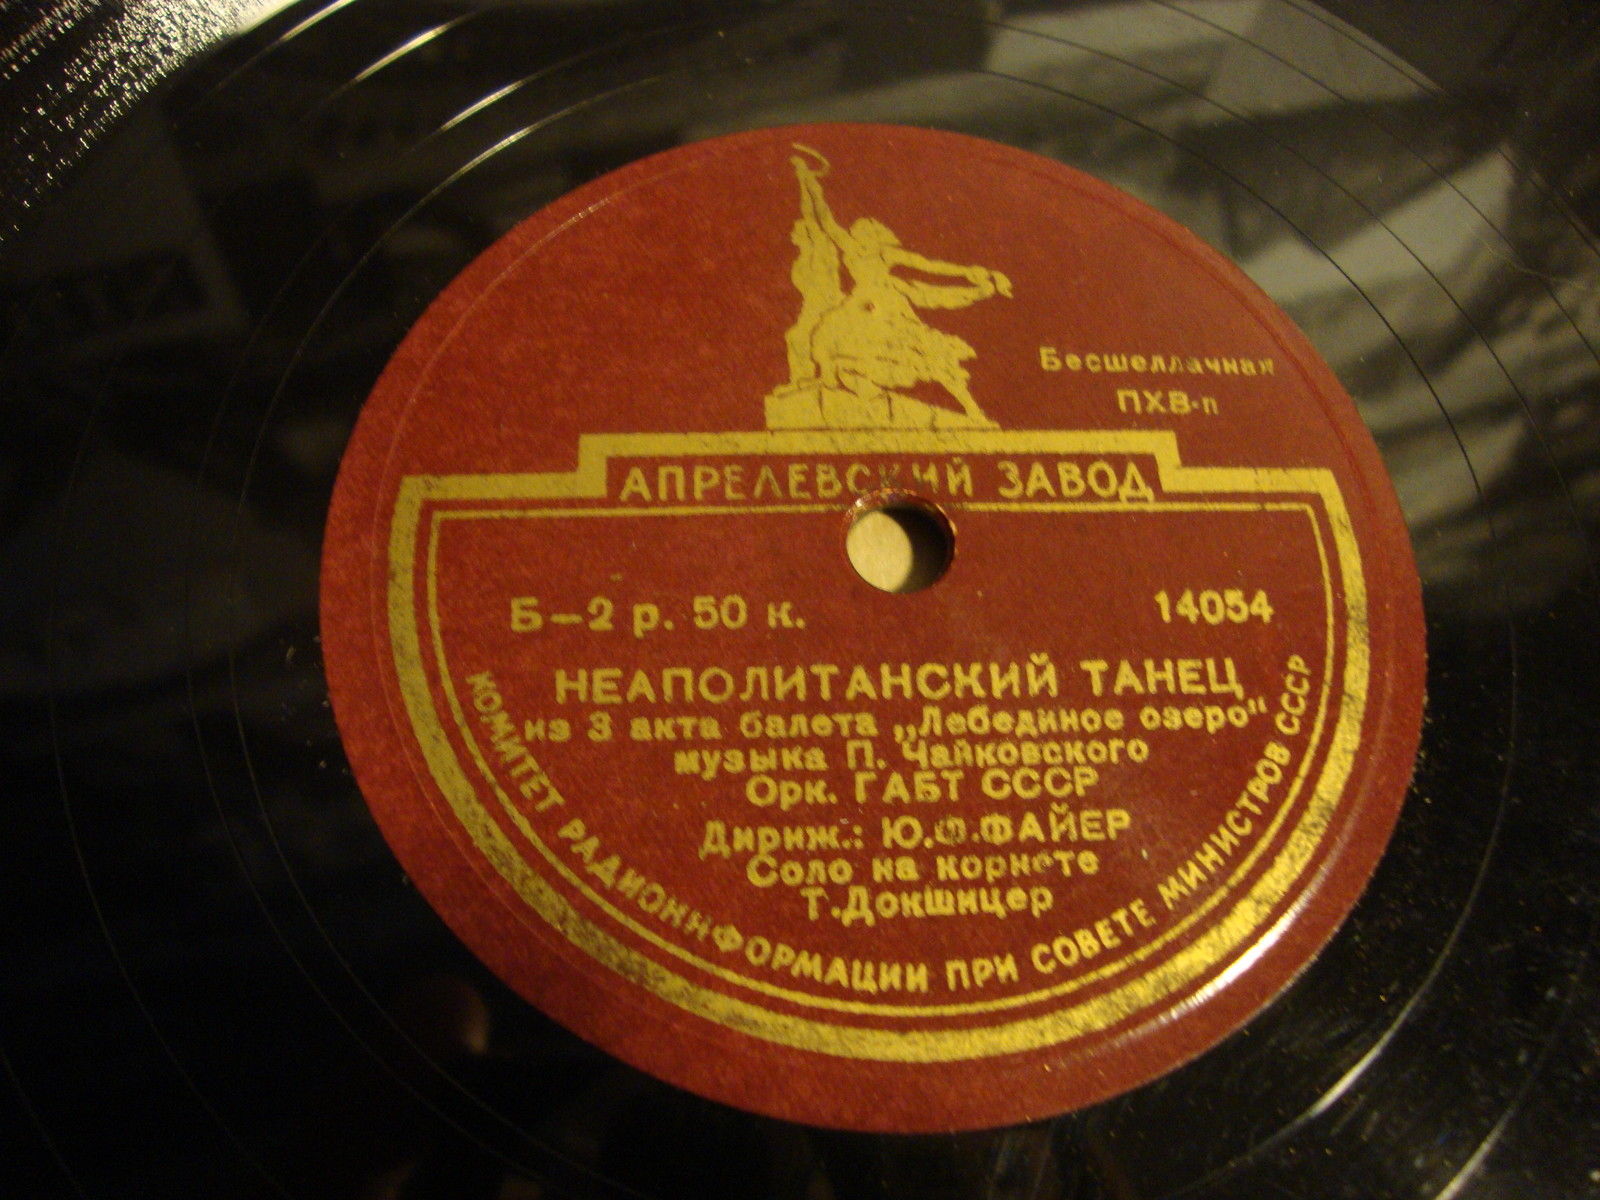 Бесшеллачная
ПХВ-п
АПРЕЛЕВСКИЙ ЗАВОД
Б-2 р. 50 к.
14054
НЕАПОЛИТАНСКИЙ ТАНЕЦ
из 3 акта балета „Лебединое озеро"
музыка П. Чайковского
Орк. ГАБТ СССР
Дириж.: Ю.Ф.ФАЙЕР
Соло на корнете
Т.Докшицер
КОМИТЕТ РАДИОИНФОРМАЦИИ ПРИ СОВЕТЕ МИНИСТРОВ СССР